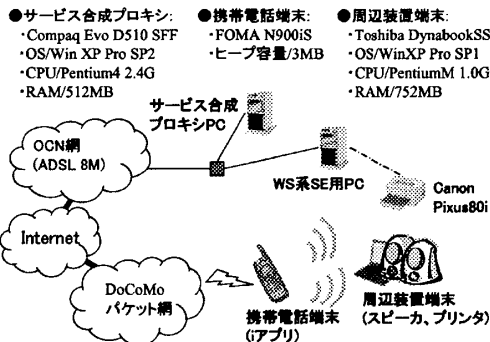 ●サービス合成プロキシ:
・Compaq Evo D510 SFF
・OS/Win XP Pro SP2
・CPU/Pentium4 2.4G
・RAM/512MB
●携帯電話端末:
・FOMA N900iS
・ヒープ容量/3MB
●周辺装置端末:
・Toshiba DynabookSS
・OS/WinXP Pro SP1
・CPU/PentiumM 1.0G
・RAM/752MB
サービス合成
プロキシPC
OCN網
(ADSL 8M)
WS系SE用PC
Canon
Pixus80i
Internet
DoCoMo
パケット網
携帯電話端末
(iアプリ)
周辺装置端末
(スピーカ、プリンタ)